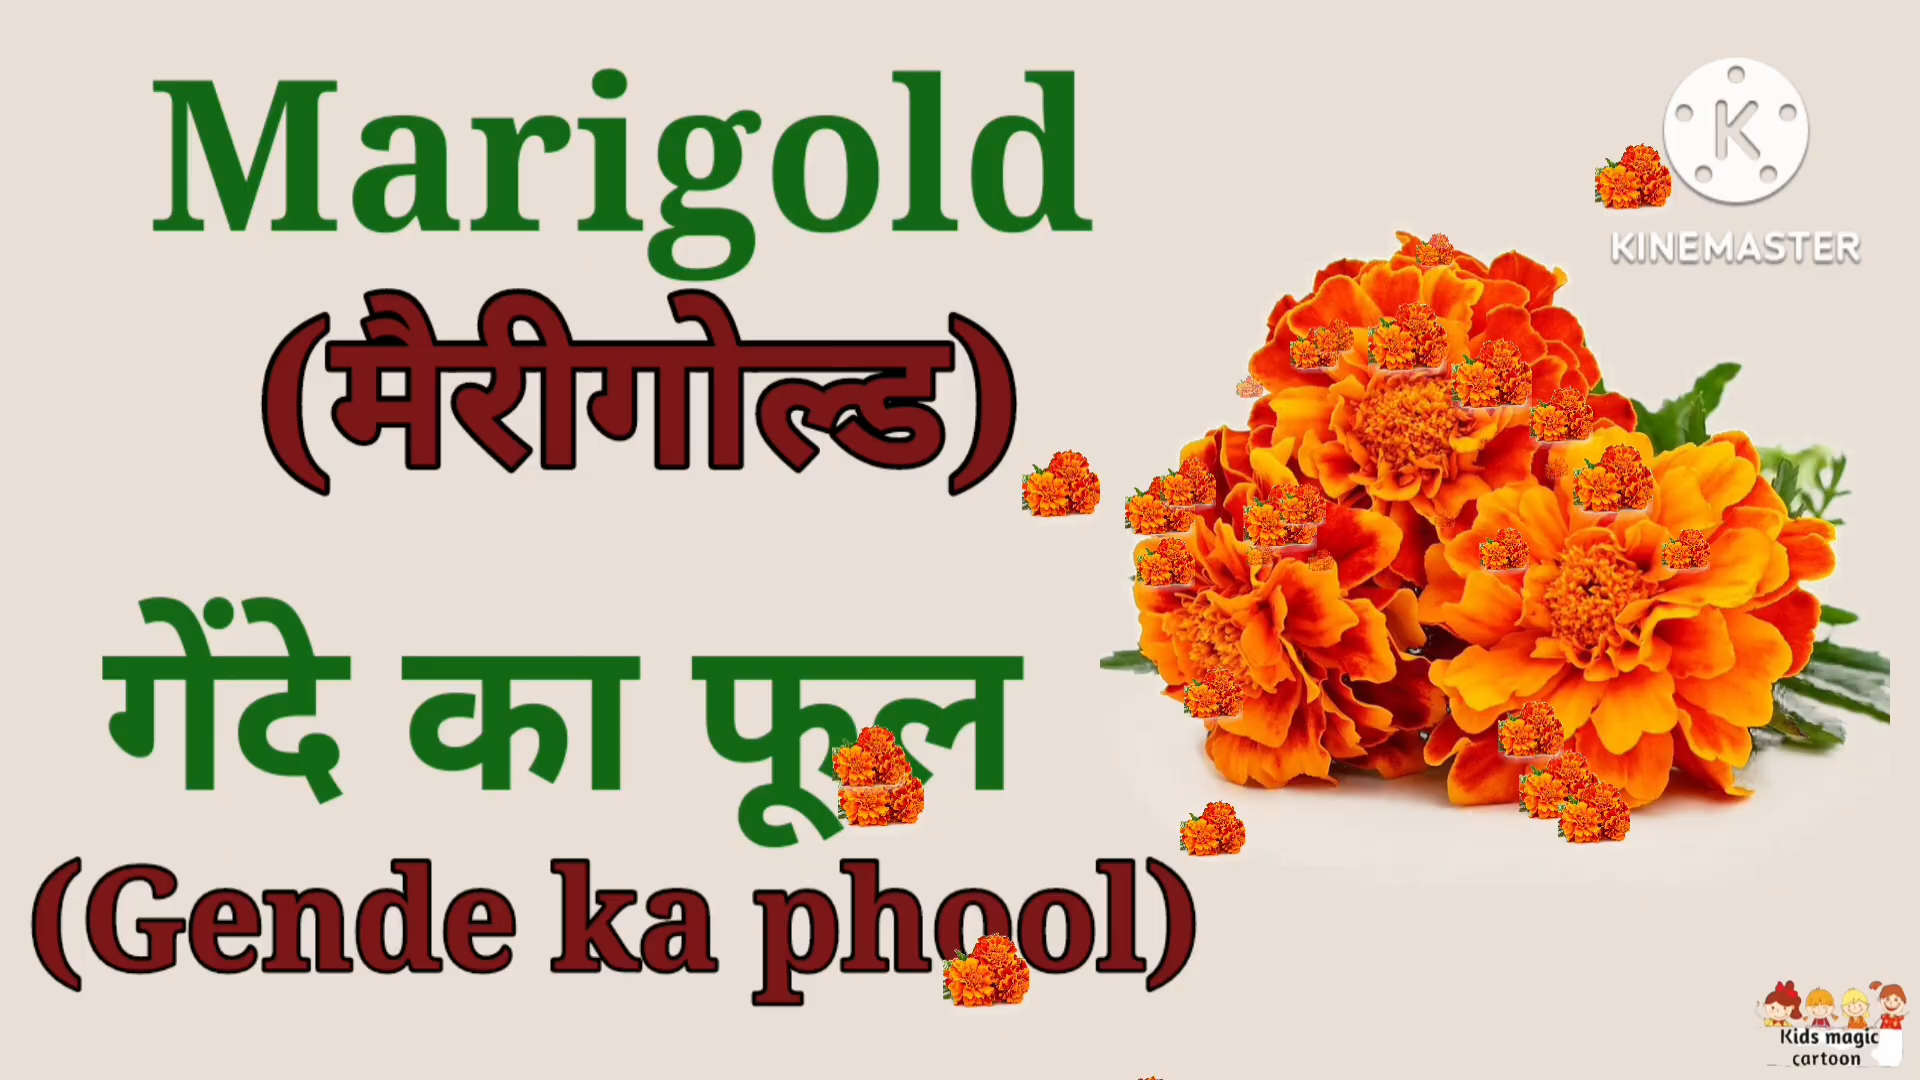 Marigold
(मैरीगोल्ड)
गेंदे का फूल
(Gende ka phool)
K
KINEMASTER
Kids magic
cartoon